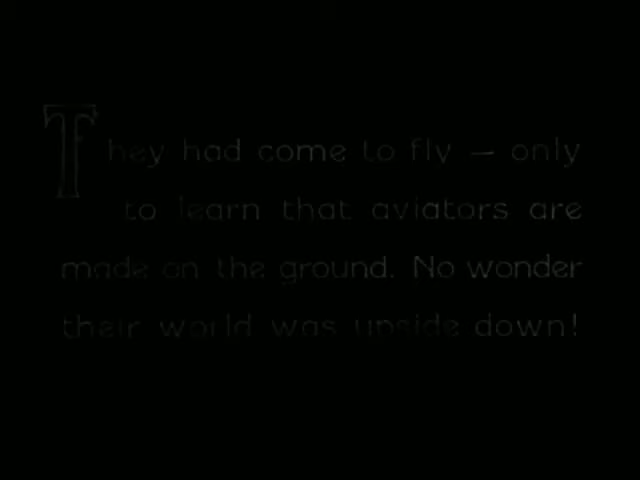 They had come to fly — only
to learn that aviators are
made on the ground. No wonder
their world was upside down!